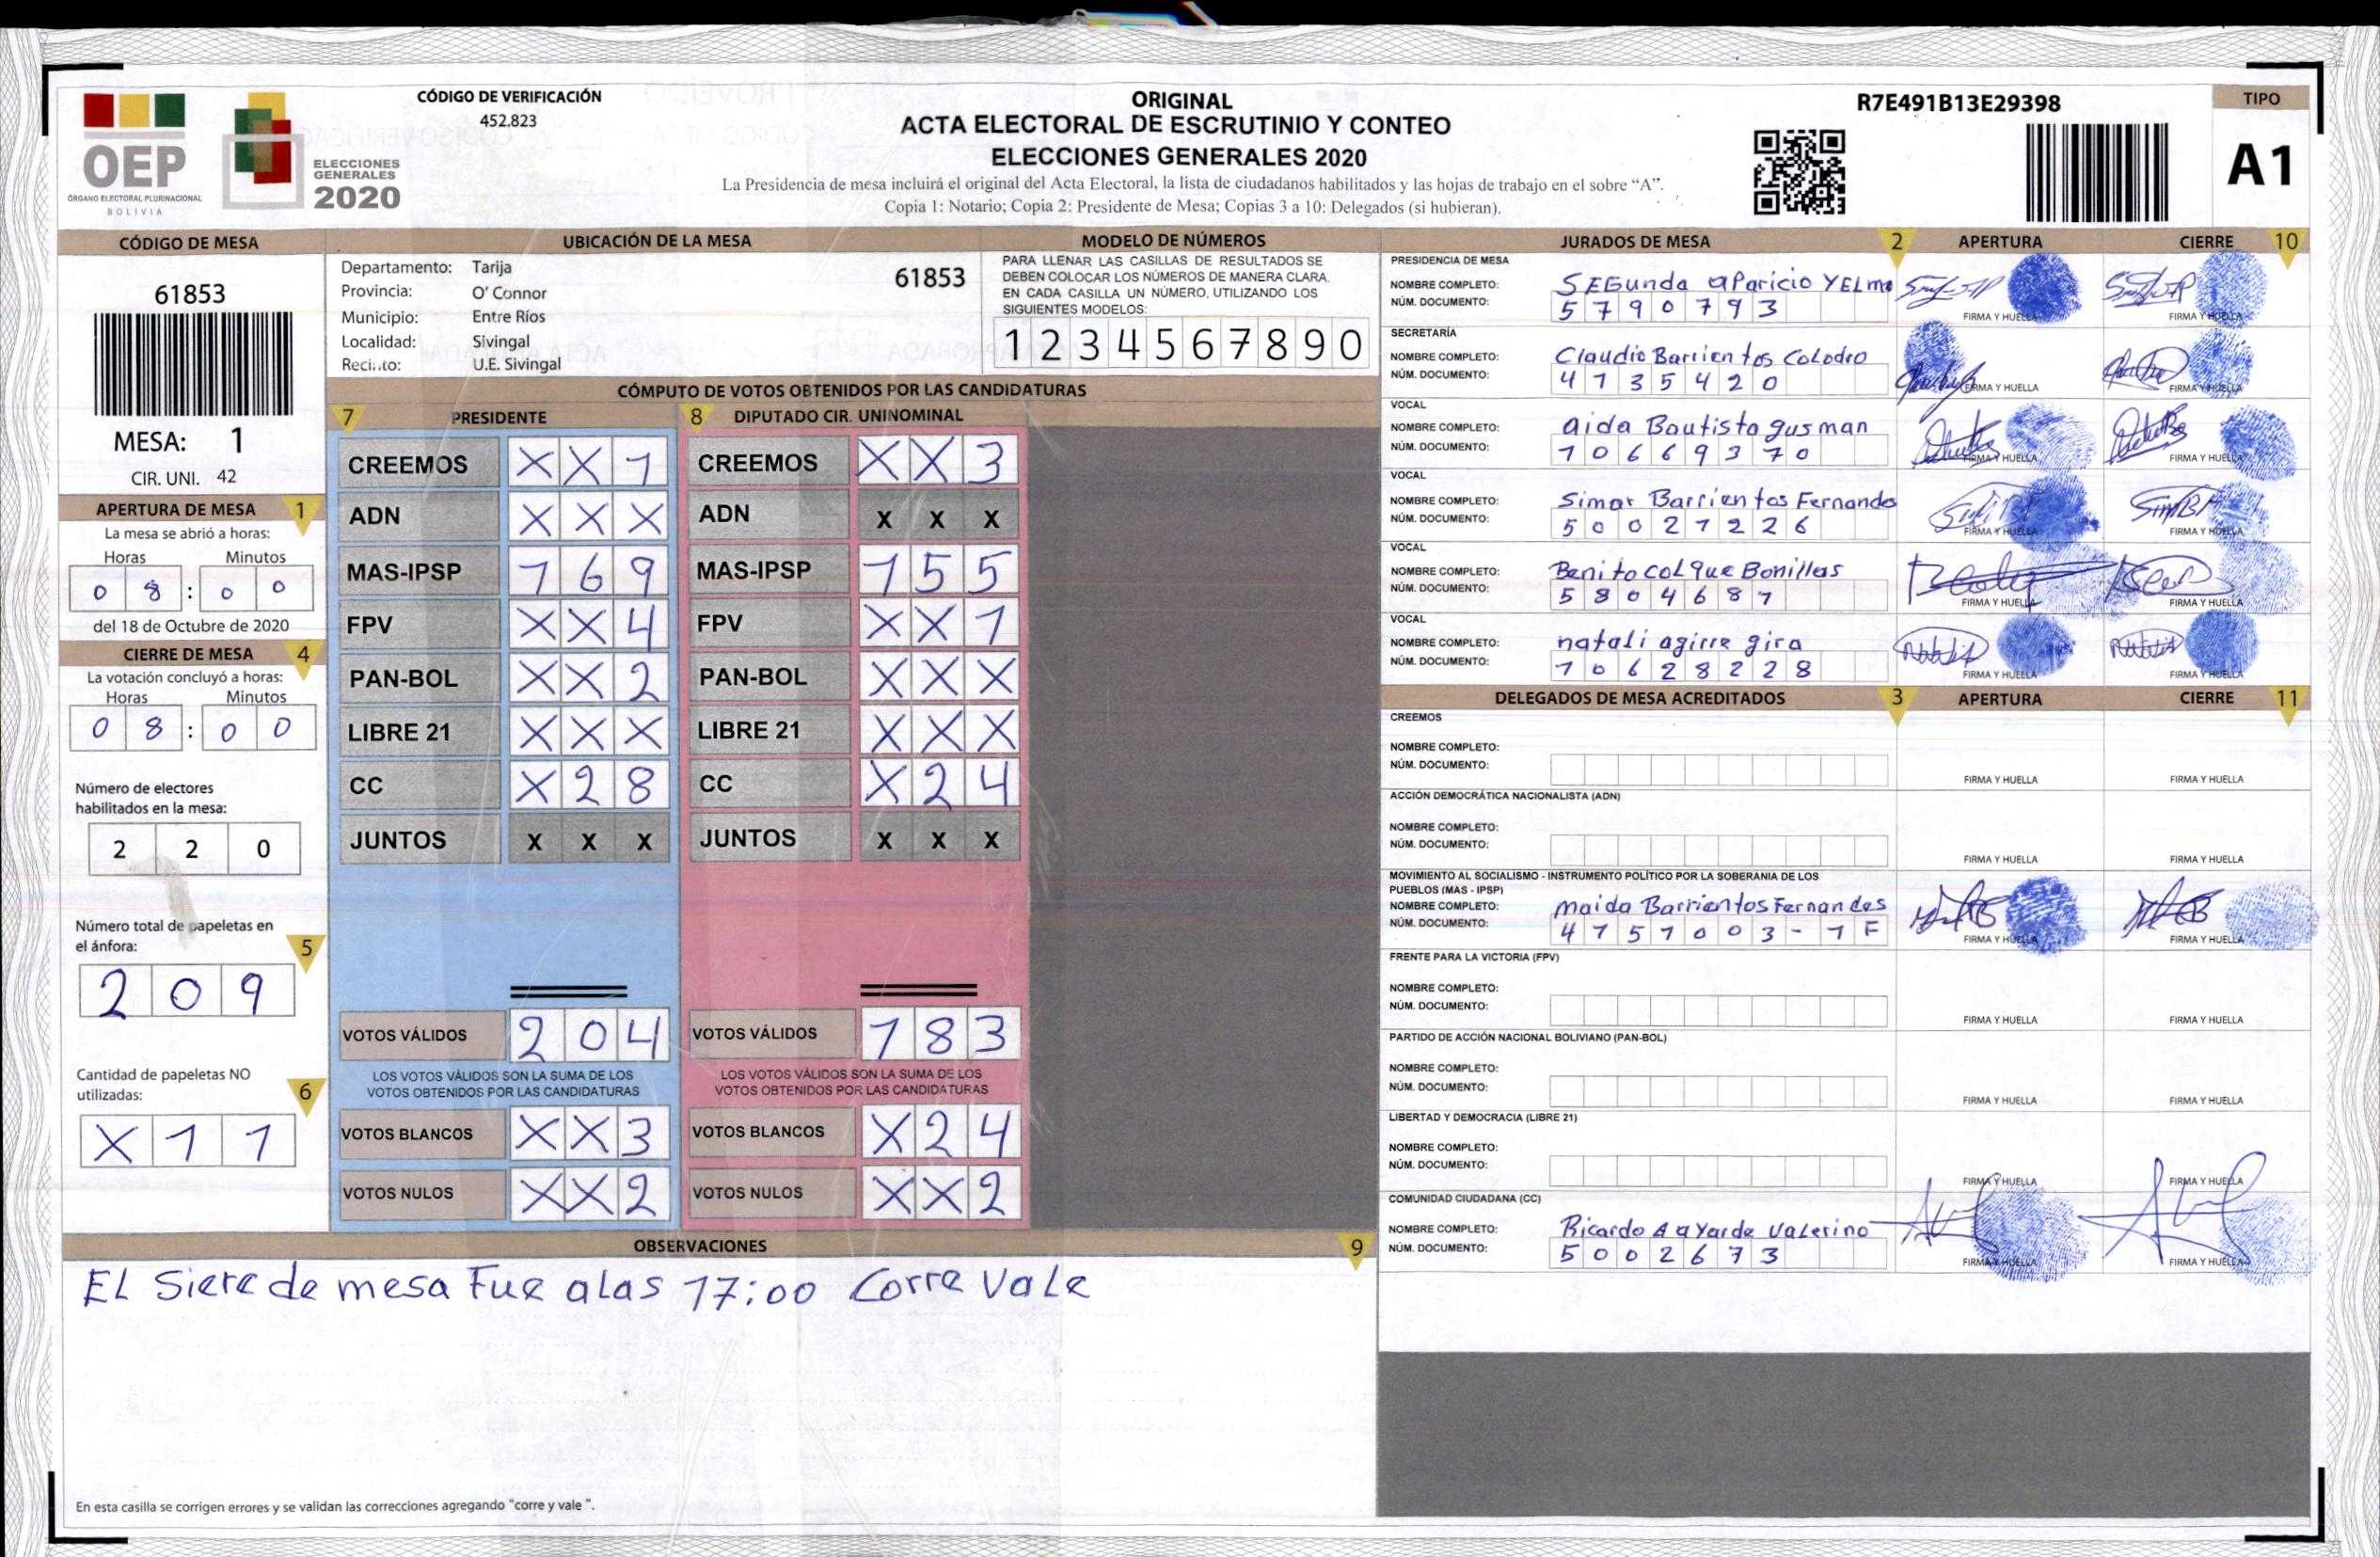 OEP
ÓRGANO ELECTORAL PLURINACIONAL
BOLIVIA
ELECCIONES
GENERALES
2020
CÓDIGO DE VERIFICACIÓN
452.823
ORIGINAL
ACTA ELECTORAL DE ESCRUTINIO Y CONTEO
ELECCIONES GENERALES 2020
La Presidencia de mesa incluirá el original del Acta Electoral, la lista de ciudadanos habilitados y las hojas de trabajo en el sobre “A”.
Copia 1: Notario; Copia 2: Presidente de Mesa; Copias 3 a 10: Delegados (si hubieran).
R7E491B13E29398
TIPO
A1
CÓDIGO DE MESA
61853
MESA: 1
CIR. UNI. 42
APERTURA DE MESA 1
La mesa se abrió a horas:
Horas Minutos
0 8 : 0 0
del 18 de Octubre de 2020
CIERRE DE MESA 4
La votación concluyó a horas:
Horas Minutos
0 8 : 0 0
Número de electores
habilitados en la mesa:
2 2 0
Número total de papeletas en
el ánfora: 5
2 0 9
Cantidad de papeletas NO
utilizadas: 6
X 1 1
UBICACIÓN DE LA MESA
Departamento: Tarija
Provincia: O' Connor
Municipio: Entre Ríos
Localidad: Sivingal
Recinto: U.E. Sivingal
61853
MODELO DE NÚMEROS
PARA LLENAR LAS CASILLAS DE RESULTADOS SE
DEBEN COLOCAR LOS NÚMEROS DE MANERA CLARA.
EN CADA CASILLA UN NÚMERO, UTILIZANDO LOS
SIGUIENTES MODELOS:
1 2 3 4 5 6 7 8 9 0
CÓMPUTO DE VOTOS OBTENIDOS POR LAS CANDIDATURAS
7 PRESIDENTE
CREEMOS X X 1
ADN X X X
MAS-IPSP 1 6 9
FPV X X 4
PAN-BOL X X 2
LIBRE 21 X X X
CC X 2 8
JUNTOS X X X
VOTOS VÁLIDOS 2 0 4
LOS VOTOS VÁLIDOS SON LA SUMA DE LOS
VOTOS OBTENIDOS POR LAS CANDIDATURAS
VOTOS BLANCOS X X 3
VOTOS NULOS X X 2
8 DIPUTADO CIR. UNINOMINAL
CREEMOS X X 3
ADN X X X
MAS-IPSP 1 5 5
FPV X X 1
PAN-BOL X X X
LIBRE 21 X X X
CC X 2 4
JUNTOS X X X
VOTOS VÁLIDOS 1 8 3
LOS VOTOS VÁLIDOS SON LA SUMA DE LOS
VOTOS OBTENIDOS POR LAS CANDIDATURAS
VOTOS BLANCOS X 2 4
VOTOS NULOS X X 2
OBSERVACIONES 9
EL Siere de mesa Fue alas 17:00 Corre Vale
En esta casilla se corrigen errores y se validan las correcciones agregando "corre y vale ".
JURADOS DE MESA 2 APERTURA CIERRE 10
PRESIDENCIA DE MESA
NOMBRE COMPLETO: SEGunda aParicio YELma
NÚM. DOCUMENTO: 5 7 9 0 7 9 3
FIRMA Y HUELLA FIRMA Y HUELLA
SECRETARÍA
NOMBRE COMPLETO: Claudio Barrientos Colodro
NÚM. DOCUMENTO: 4 1 3 5 4 2 0
FIRMA Y HUELLA FIRMA Y HUELLA
VOCAL
NOMBRE COMPLETO: aida Bautista gusman
NÚM. DOCUMENTO: 1 0 6 6 9 3 7 0
FIRMA Y HUELLA FIRMA Y HUELLA
VOCAL
NOMBRE COMPLETO: Simar Barrientos Fernandes
NÚM. DOCUMENTO: 5 0 0 2 7 2 2 6
FIRMA Y HUELLA FIRMA Y HUELLA
VOCAL
NOMBRE COMPLETO: Benito colque Bonillas
NÚM. DOCUMENTO: 5 8 0 4 6 8 7
FIRMA Y HUELLA FIRMA Y HUELLA
VOCAL
NOMBRE COMPLETO: natali agirre gira
NÚM. DOCUMENTO: 1 0 6 2 8 2 2 8
FIRMA Y HUELLA FIRMA Y HUELLA
DELEGADOS DE MESA ACREDITADOS 3 APERTURA CIERRE 11
CREEMOS
NOMBRE COMPLETO:
NÚM. DOCUMENTO:
FIRMA Y HUELLA FIRMA Y HUELLA
ACCIÓN DEMOCRÁTICA NACIONALISTA (ADN)
NOMBRE COMPLETO:
NÚM. DOCUMENTO:
FIRMA Y HUELLA FIRMA Y HUELLA
MOVIMIENTO AL SOCIALISMO - INSTRUMENTO POLÍTICO POR LA SOBERANIA DE LOS
PUEBLOS (MAS - IPSP)
NOMBRE COMPLETO: maida Barrientos Fernandes
NÚM. DOCUMENTO: 4 7 5 7 0 0 3 - 1 F
FIRMA Y HUELLA FIRMA Y HUELLA
FRENTE PARA LA VICTORIA (FPV)
NOMBRE COMPLETO:
NÚM. DOCUMENTO:
FIRMA Y HUELLA FIRMA Y HUELLA
PARTIDO DE ACCIÓN NACIONAL BOLIVIANO (PAN-BOL)
NOMBRE COMPLETO:
NÚM. DOCUMENTO:
FIRMA Y HUELLA FIRMA Y HUELLA
LIBERTAD Y DEMOCRACIA (LIBRE 21)
NOMBRE COMPLETO:
NÚM. DOCUMENTO:
FIRMA Y HUELLA FIRMA Y HUELLA
COMUNIDAD CIUDADANA (CC)
NOMBRE COMPLETO: Ricardo A aYarde Valerino
NÚM. DOCUMENTO: 5 0 0 2 6 7 3
FIRMA Y HUELLA FIRMA Y HUELLA